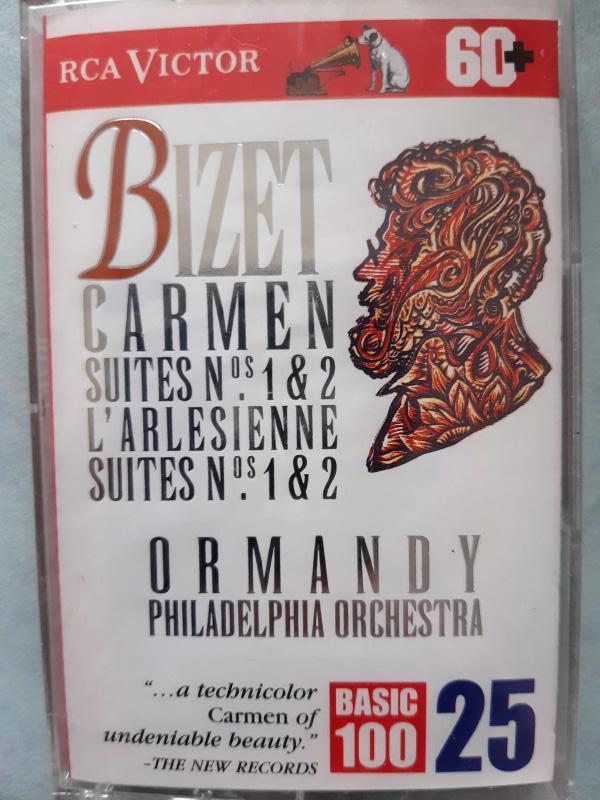 RCA VICTOR
60+
BIZET
CARMEN
SUITES NOS. 1 & 2
L'ARLESIENNE
SUITES NOS. 1 & 2
ORMANDY
PHILADELPHIA ORCHESTRA
"...a technicolor
Carmen of
undeniable beauty."
-THE NEW RECORDS
BASIC
100
25